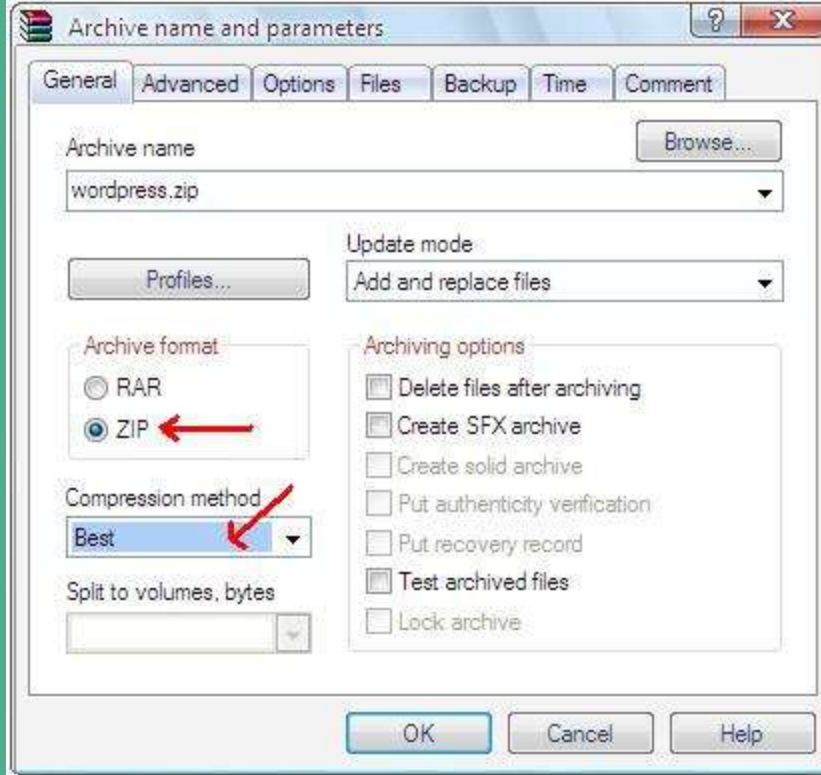 Archive name and parameters
General Advanced Options Files Backup Time Comment
Archive name
Browse...
wordpress.zip
Update mode
Profiles...
Add and replace files
Archive format
RAR
ZIP
Compression method
Best
Split to volumes, bytes
Archiving options
Delete files after archiving
Create SFX archive
Create solid archive
Put authenticity verification
Put recovery record
Test archived files
Lock archive
OK Cancel Help